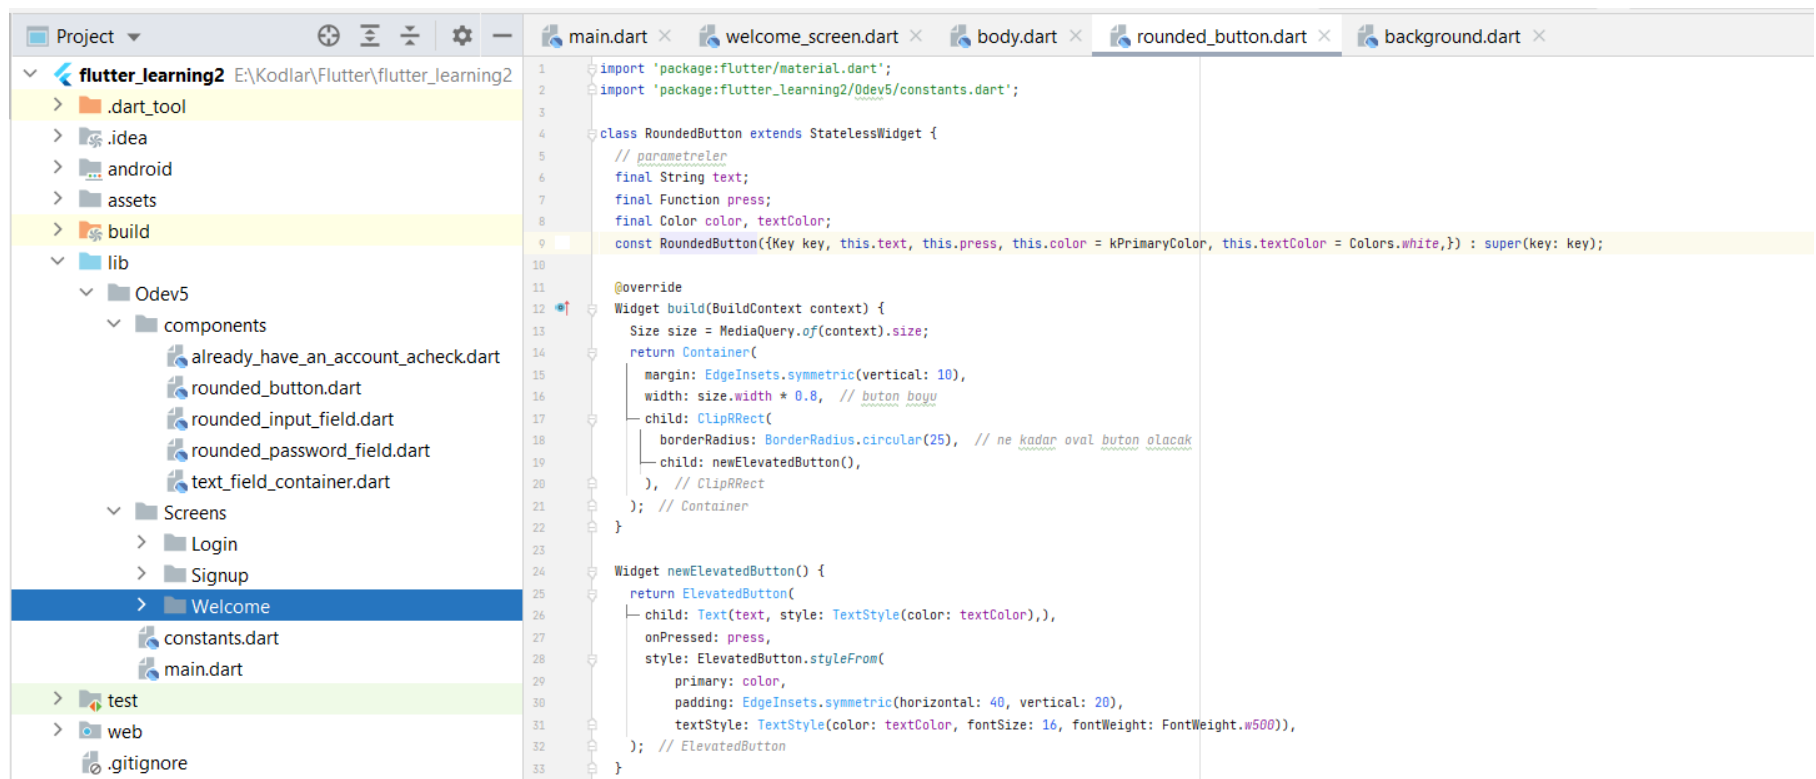 Project
main.dart
welcome_screen.dart
body.dart
rounded_button.dart
background.dart
flutter_learning2 E:\Kodlar\Flutter\flutter_learning2
.dart_tool
.idea
android
assets
build
lib
Odev5
components
already_have_an_account_acheck.dart
rounded_button.dart
rounded_input_field.dart
rounded_password_field.dart
text_field_container.dart
Screens
Login
Signup
Welcome
constants.dart
main.dart
test
web
.gitignore
1 import 'package:flutter/material.dart';
2 import 'package:flutter_learning2/Odev5/constants.dart';
3
4 class RoundedButton extends StatelessWidget {
5 // parametreler
6 final String text;
7 final Function press;
8 final Color color, textColor;
9 const RoundedButton({Key key, this.text, this.press, this.color = kPrimaryColor, this.textColor = Colors.white,}) : super(key: key);
10
11 @override
12 Widget build(BuildContext context) {
13 Size size = MediaQuery.of(context).size;
14 return Container(
15 margin: EdgeInsets.symmetric(vertical: 10),
16 width: size.width * 0.8, // buton boyu
17 child: ClipRRect(
18 borderRadius: BorderRadius.circular(25), // ne kadar oval buton olacak
19 child: newElevatedButton(),
20 ), // ClipRRect
21 ); // Container
22 }
23
24 Widget newElevatedButton() {
25 return ElevatedButton(
26 child: Text(text, style: TextStyle(color: textColor),),
27 onPressed: press,
28 style: ElevatedButton.styleFrom(
29 primary: color,
30 padding: EdgeInsets.symmetric(horizontal: 40, vertical: 20),
31 textStyle: TextStyle(color: textColor, fontSize: 16, fontWeight: FontWeight.w500)),
32 ); // ElevatedButton
33 }